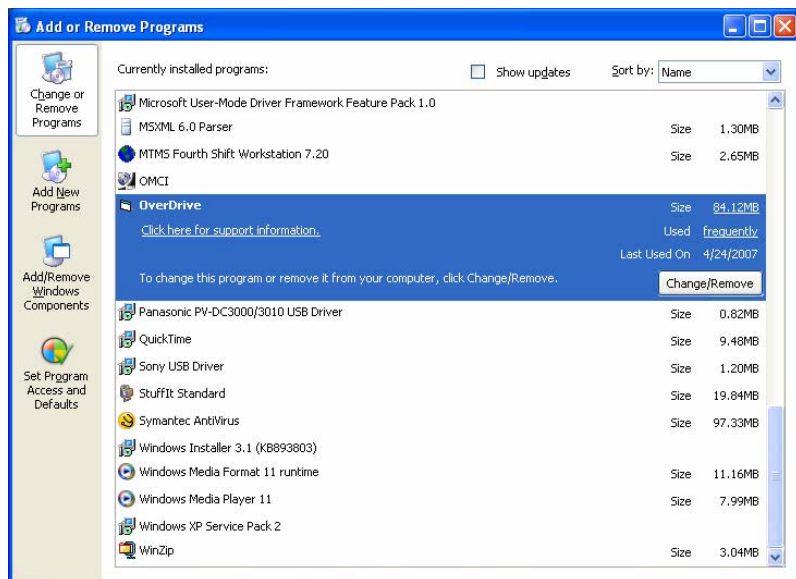 Add or Remove Programs
Change or
Remove
Programs
Add New
Programs
Add/Remove
Windows
Components
Set Program
Access and
Defaults
Currently installed programs:
Show updates
Sort by: Name
Microsoft User-Mode Driver Framework Feature Pack 1.0
MSXML 6.0 Parser Size 1.30MB
MTMS Fourth Shift Workstation 7.20 Size 2.65MB
OMCI
OverDrive Size 84.12MB
Click here for support information. Used frequently
Last Used On 4/24/2007
To change this program or remove it from your computer, click Change/Remove. Change/Remove
Panasonic PV-DC3000/3010 USB Driver Size 0.82MB
QuickTime Size 9.48MB
Sony USB Driver Size 1.20MB
StuffIt Standard Size 19.84MB
Symantec AntiVirus Size 97.33MB
Windows Installer 3.1 (KB893803)
Windows Media Format 11 runtime Size 11.16MB
Windows Media Player 11 Size 7.99MB
Windows XP Service Pack 2
WinZip Size 3.04MB